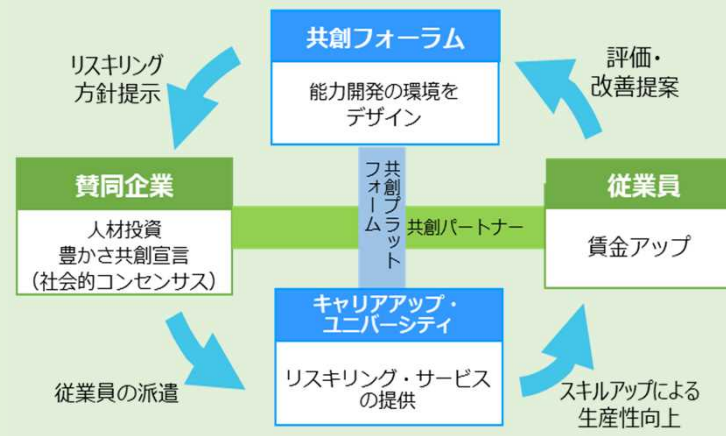 共創フォーラム
能力開発の環境を
デザイン
リスキリング
方針提示
評価・
改善提案
賛同企業
人材投資
豊かさ共創宣言
（社会的コンセンサス）
共創プラット
フォーム
共創パートナー
従業員
賃金アップ
キャリアアップ・
ユニバーシティ
リスキリング・サービス
の提供
従業員の派遣
スキルアップによる
生産性向上